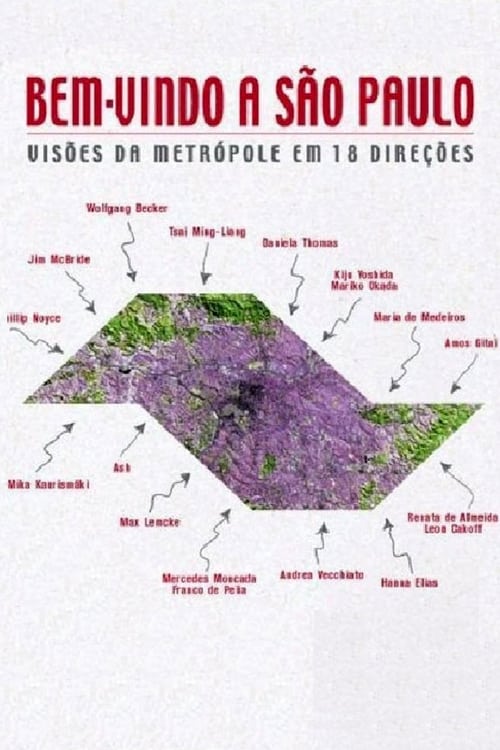 BEM-VINDO A SÃO PAULO
VISÕES DA METRÓPOLE EM 18 DIREÇÕES
Wolfgang Becker
Tsai Ming-Liang
Daniela Thomas
Jim McBride
Kiju Yoshida
Mariko Okada
hillip Noyce
Maria de Medeiros
Amos Gitai
Mika Kaurismäki
Ash
Max Lemcke
Renata de Almeida
Leon Cakoff
Mercedes Moncada
Franco de Peña
Andrea Vecchiato
Hanna Elias